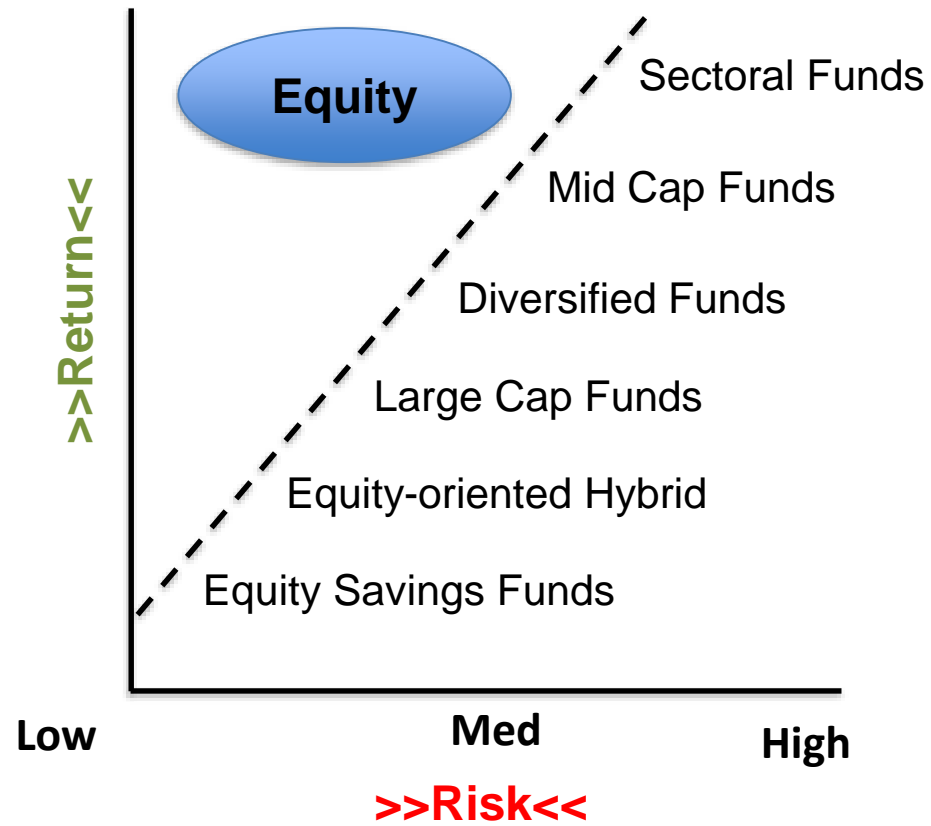 Equity
Sectoral Funds
Mid Cap Funds
Diversified Funds
Large Cap Funds
Equity-oriented Hybrid
Equity Savings Funds
>>Return<<
Low
Med
High
>>Risk<<